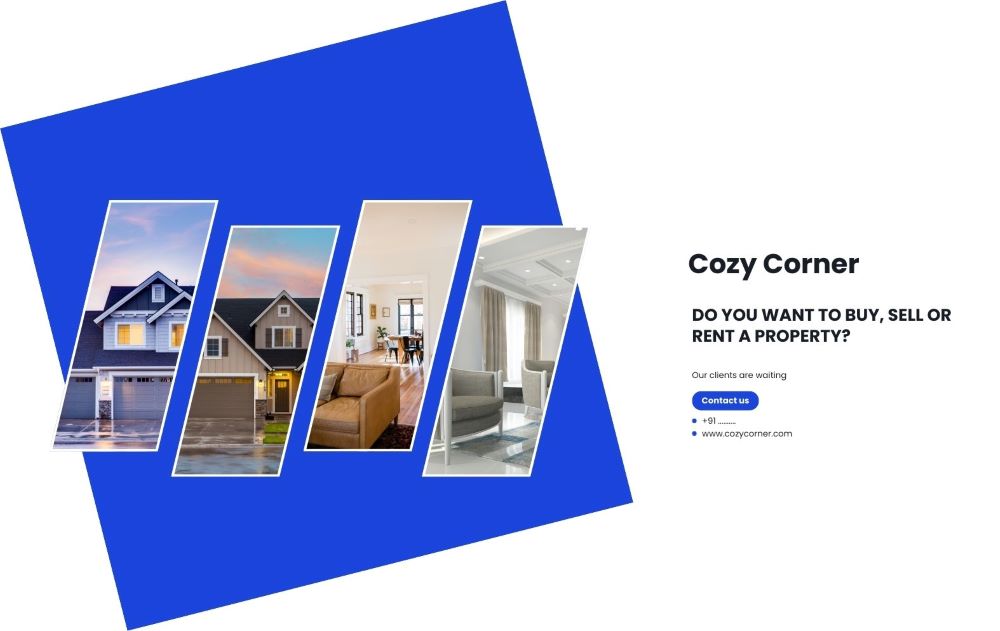 Cozy Corner
DO YOU WANT TO BUY, SELL OR
RENT A PROPERTY?
Our clients are waiting
Contact us
+91 ..........
www.cozycorner.com